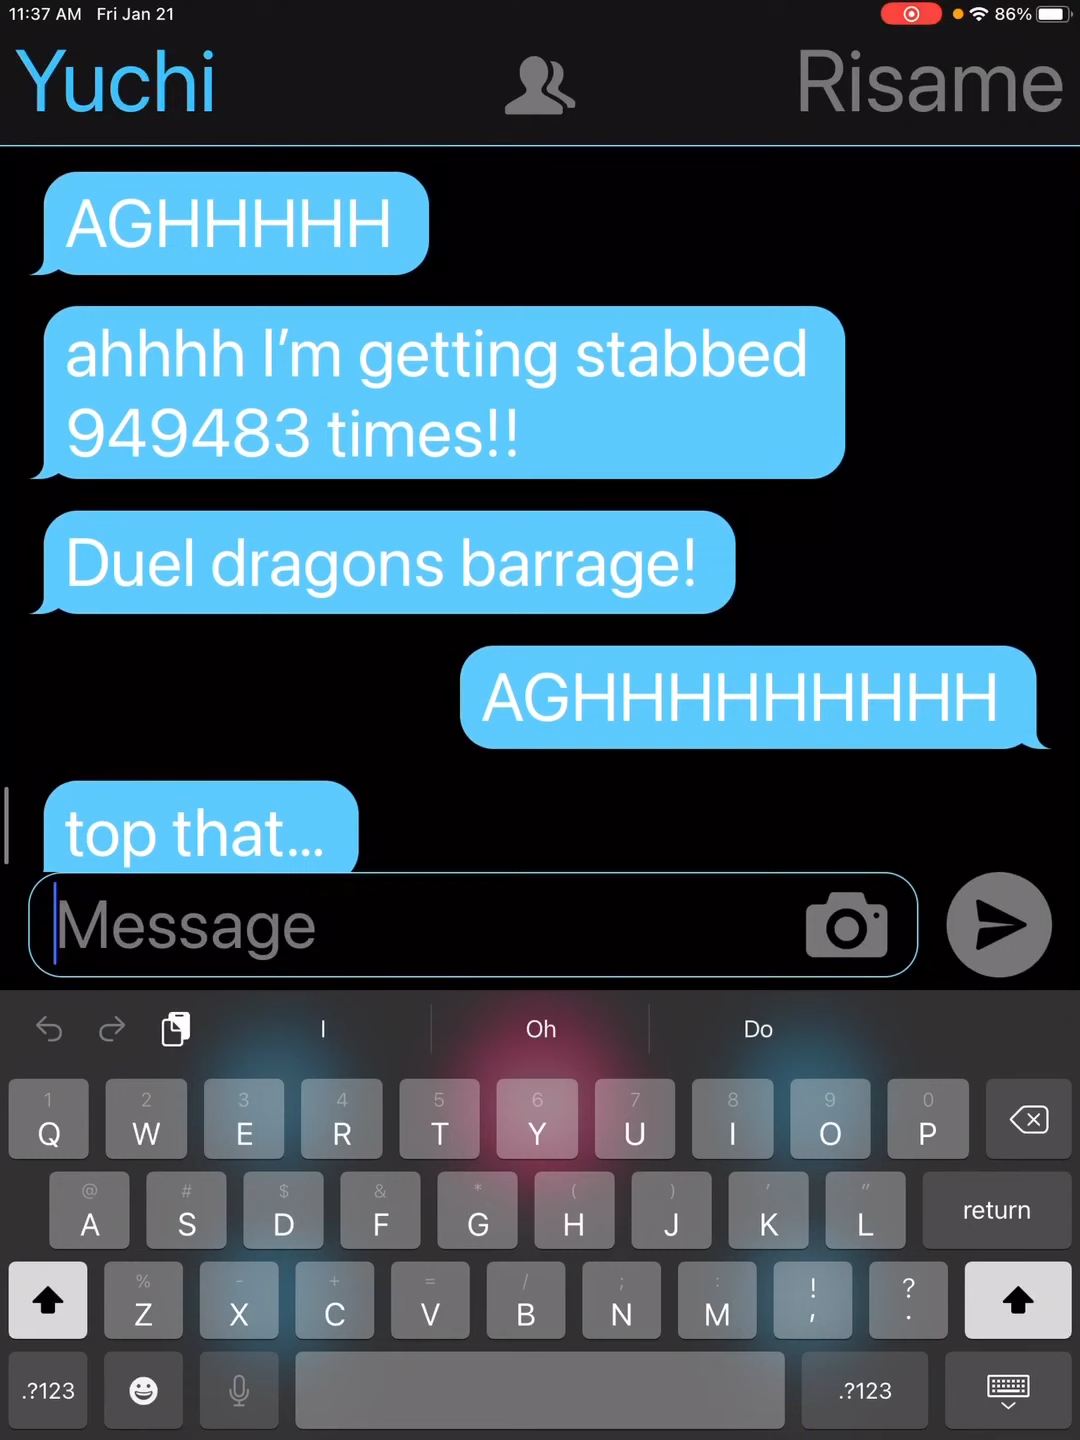 11:37 AM Fri Jan 21 86%
Yuchi Risame
AGHHHHH
ahhhh I’m getting stabbed
949483 times!!
Duel dragons barrage!
AGHHHHHHHHH
top that...
Message
I Oh Do
1 2 3 4 5 6 7 8 9 0
Q W E R T Y U I O P
@ # $ & * ( ) ' "
A S D F G H J K L return
% - + = / ; : ! ?
Z X C V B N M , .
.?123 .?123